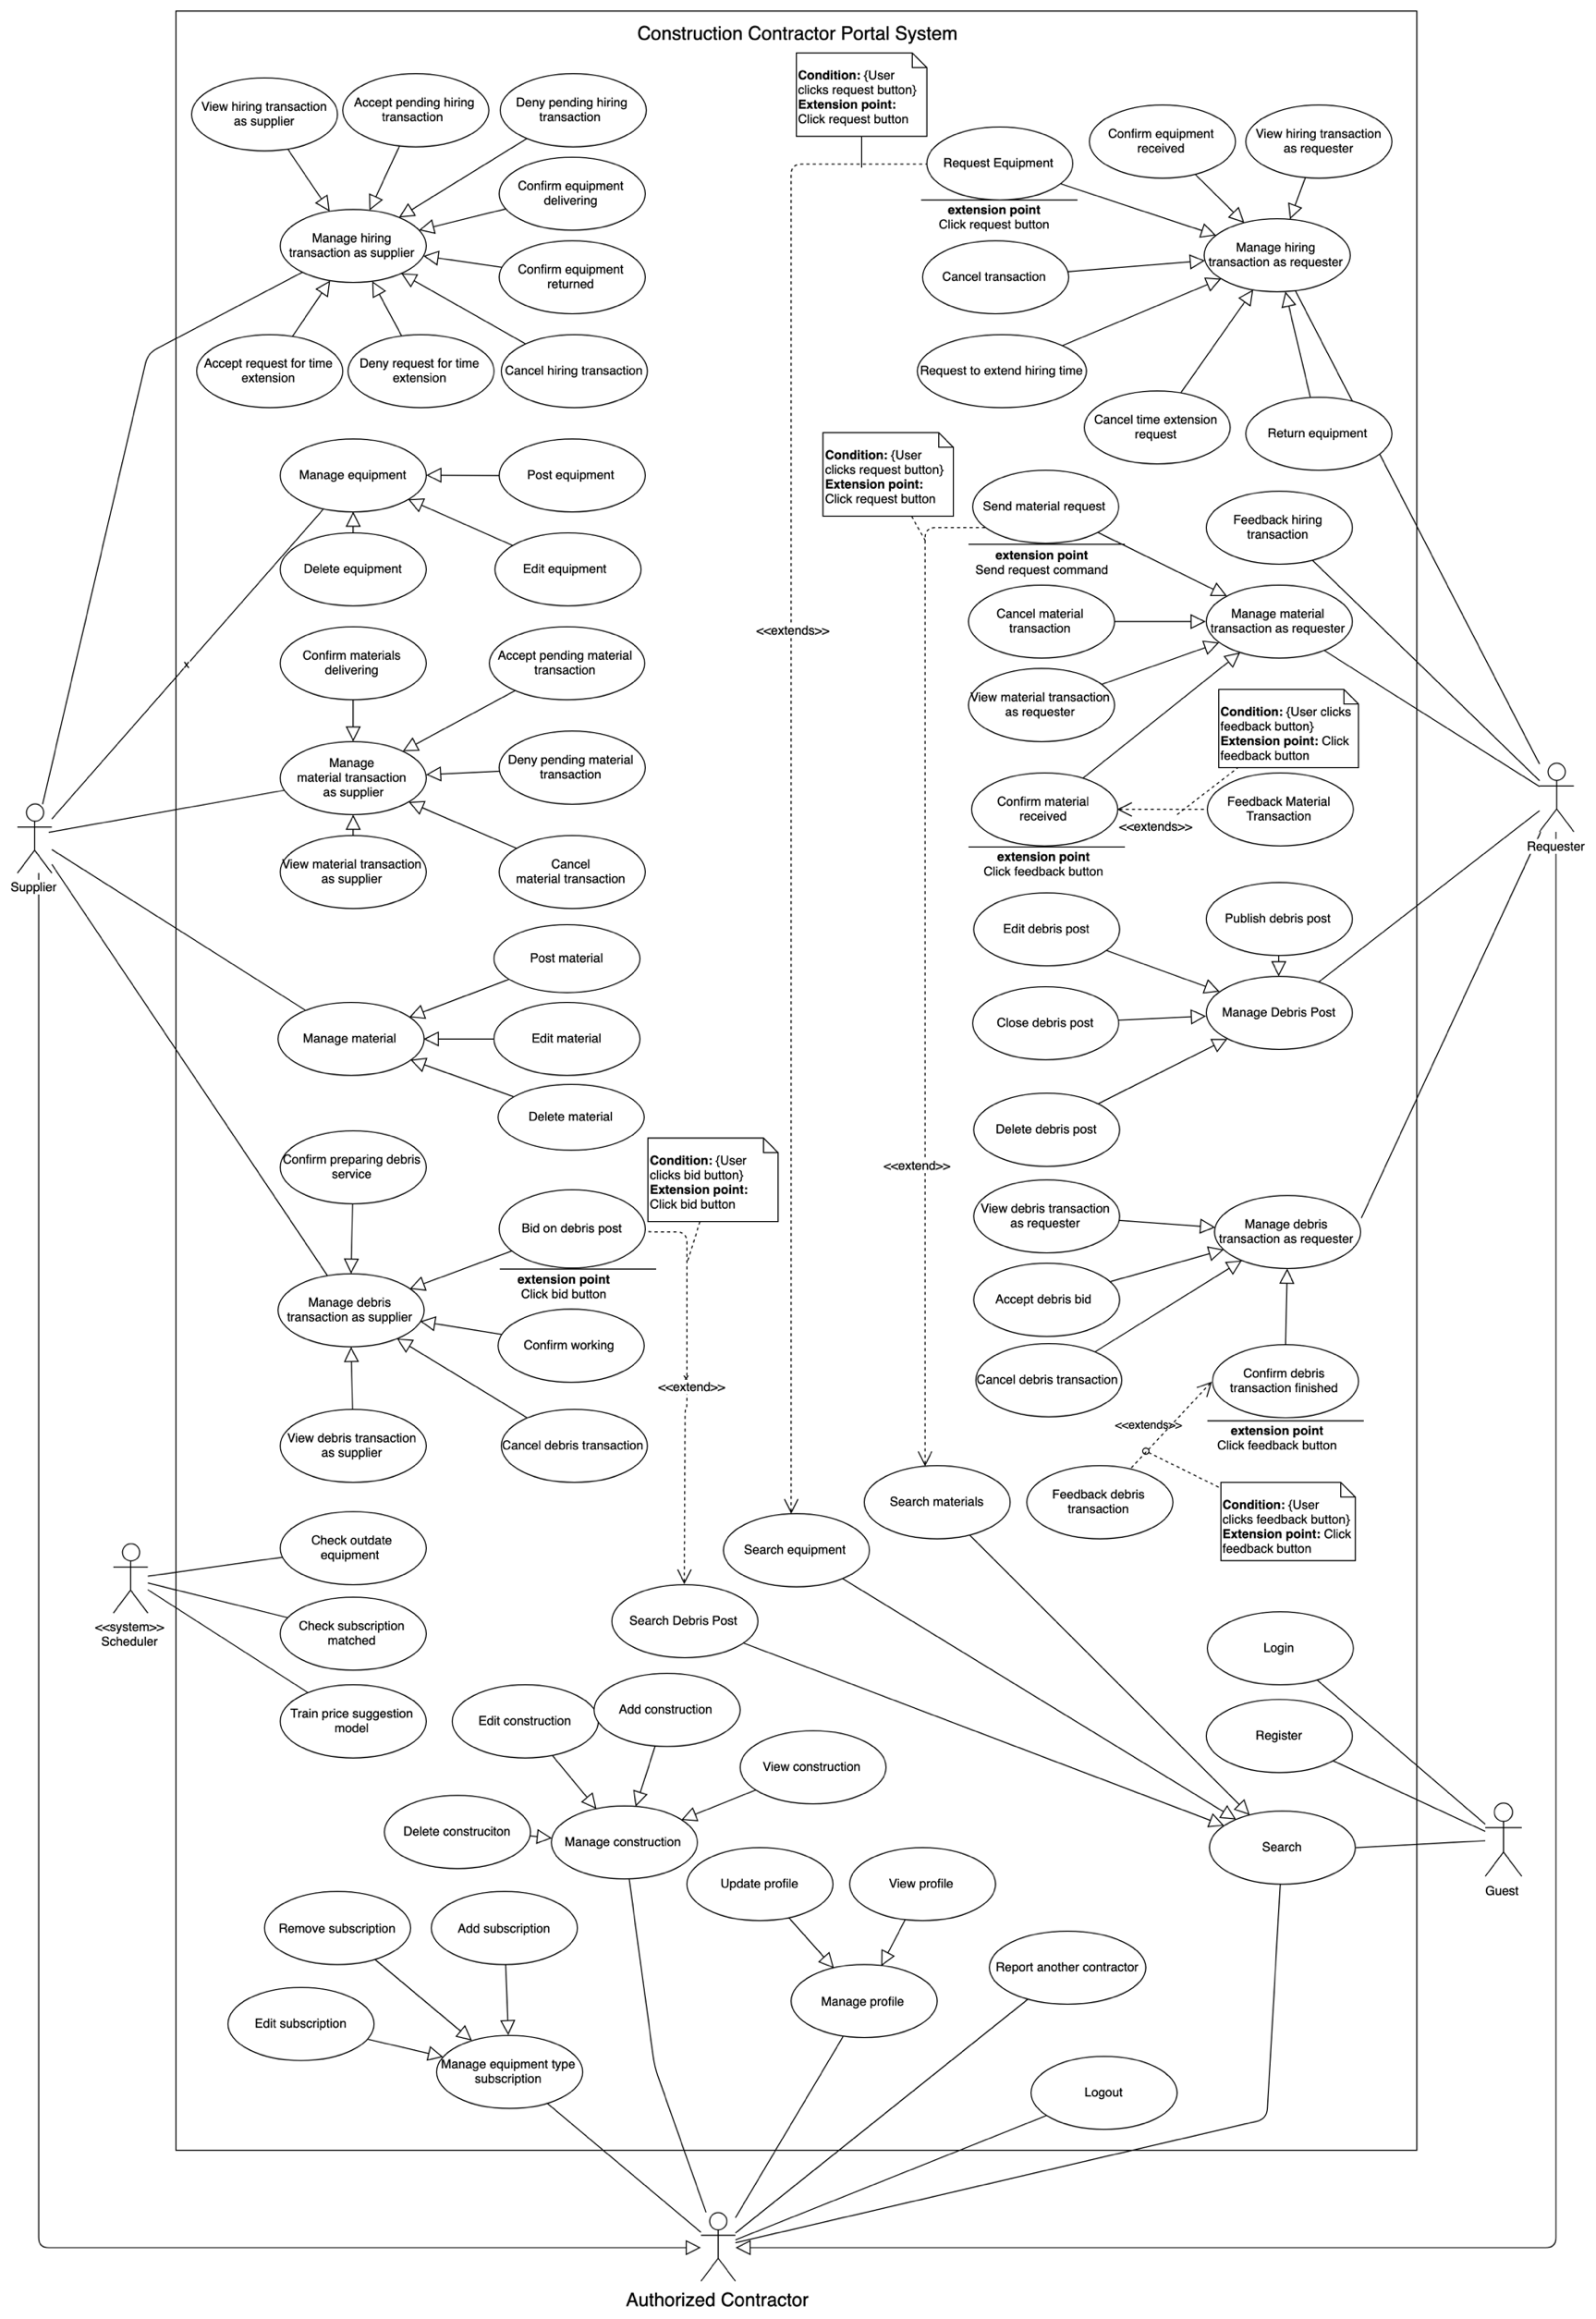 Construction Contractor Portal System
Condition: {User
clicks request button}
Extension point:
Click request button
View hiring transaction
as supplier
Accept pending hiring
transaction
Deny pending hiring
transaction
Confirm equipment
delivering
Manage hiring
transaction as supplier
Confirm equipment
returned
Accept request for time
extension
Deny request for time
extension
Cancel hiring transaction
Request Equipment
extension point
Click request button
Confirm equipment
received
View hiring transaction
as requester
Manage hiring
transaction as requester
Cancel transaction
Request to extend hiring time
Cancel time extension
request
Return equipment
Manage equipment
Post equipment
Delete equipment
Edit equipment
Condition: {User
clicks request button}
Extension point:
Click request button
Send material request
extension point
Send request command
Feedback hiring
transaction
Cancel material
transaction
Manage material
transaction as requester
<<extends>>
View material transaction
as requester
Condition: {User clicks
feedback button}
Extension point: Click
feedback button
Confirm material
received
<<extends>>
Feedback Material
Transaction
extension point
Click feedback button
Confirm materials
delivering
Accept pending material
transaction
x
Manage
material transaction
as supplier
Deny pending material
transaction
View material transaction
as supplier
Cancel
material transaction
Supplier
Requester
Edit debris post
Publish debris post
Close debris post
Manage Debris Post
Delete debris post
Post material
Manage material
Edit material
Delete material
Confirm preparing debris
service
Condition: {User
clicks bid button}
Extension point:
Click bid button
Bid on debris post
extension point
Click bid button
Manage debris
transaction as supplier
Confirm working
<<extend>>
View debris transaction
as supplier
Cancel debris transaction
<<extend>>
View debris transaction
as requester
Manage debris
transaction as requester
Accept debris bid
Cancel debris transaction
Confirm debris
transaction finished
<<extends>>
extension point
Click feedback button
Feedback debris
transaction
Condition: {User
clicks feedback button}
Extension point: Click
feedback button
Search materials
Search equipment
Search Debris Post
Check outdate
equipment
<<system>>
Scheduler
Check subscription
matched
Train price suggestion
model
Login
Register
Search
Guest
Edit construction
Add construction
View construction
Delete construciton
Manage construction
Update profile
View profile
Manage profile
Report another contractor
Remove subscription
Add subscription
Edit subscription
Manage equipment type
subscription
Logout
Authorized Contractor